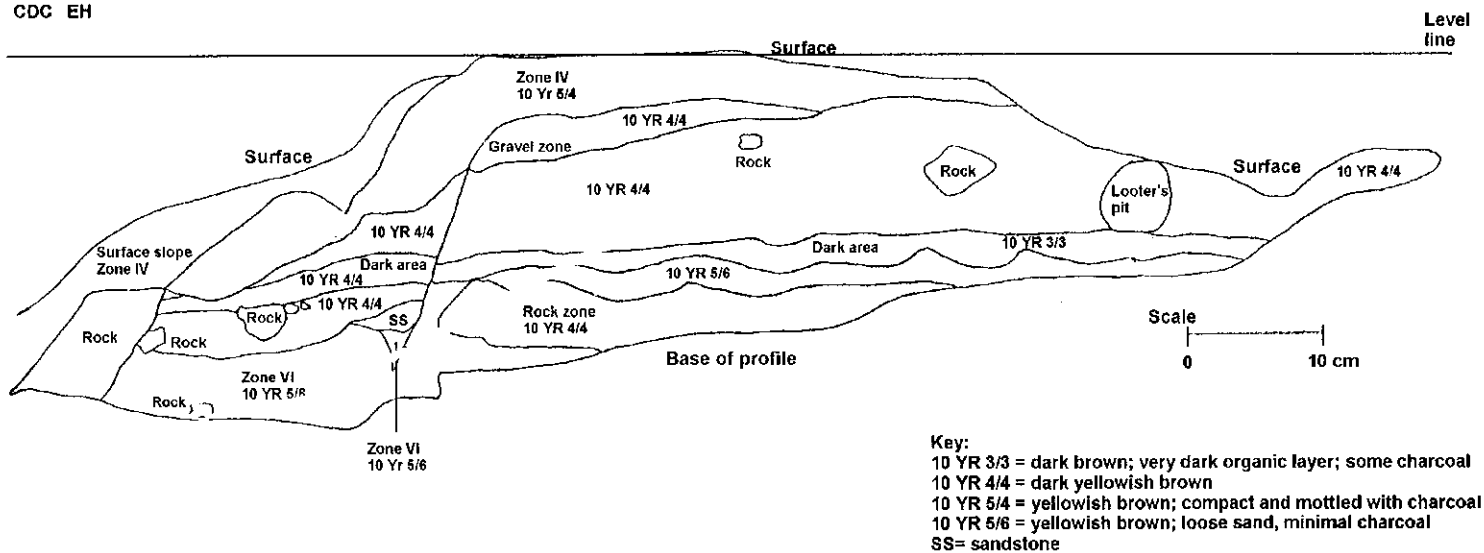 CDC EH
Level
line
Surface
Zone IV
10 Yr 5/4
10 YR 4/4
Gravel zone
Surface
Rock
Rock
10 YR 4/4
Looter's
pit
Surface
10 YR 4/4
10 YR 4/4
Surface slope
Zone IV
Dark area
10 YR 4/4
Dark area
10 YR 3/3
10 YR 5/6
10 YR 4/4
Rock
SS
Rock zone
10 YR 4/4
Rock
Rock
Base of profile
Scale
0 10 cm
Zone VI
10 YR
Rock
Zone VI
10 Yr 5/6
Key:
10 YR 3/3 = dark brown; very dark organic layer; some charcoal
10 YR 4/4 = dark yellowish brown
10 YR 5/4 = yellowish brown; compact and mottled with charcoal
10 YR 5/6 = yellowish brown; loose sand, minimal charcoal
SS= sandstone